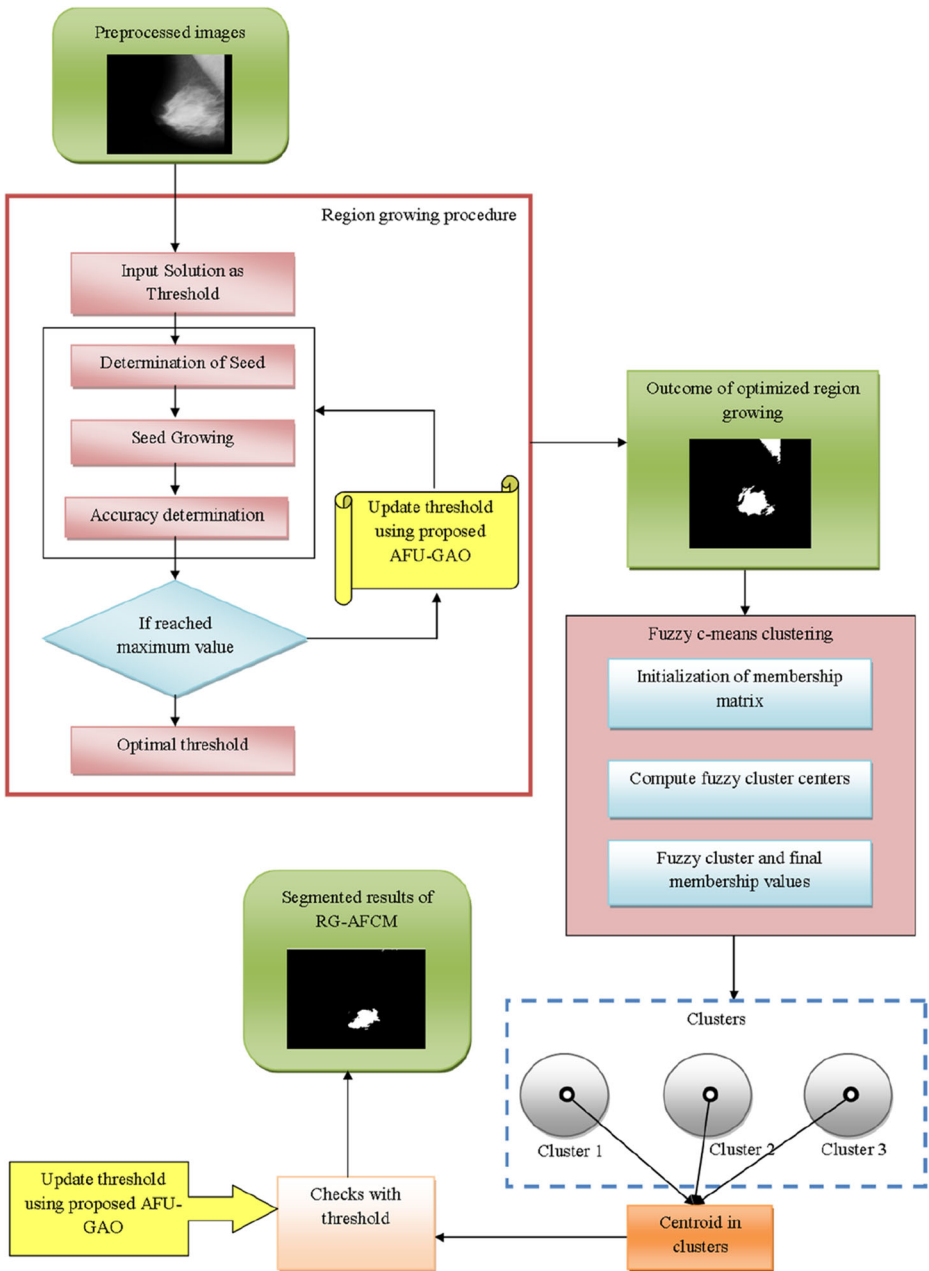 Preprocessed images
Region growing procedure
Input Solution as
Threshold
Determination of Seed
Seed Growing
Accuracy determination
Update threshold
using proposed
AFU-GAO
If reached
maximum value
Optimal threshold
Outcome of optimized region
growing
Fuzzy c-means clustering
Initialization of membership
matrix
Compute fuzzy cluster centers
Fuzzy cluster and final
membership values
Clusters
Cluster 1
Cluster 2
Cluster 3
Centroid in
clusters
Checks with
threshold
Update threshold
using proposed AFU-
GAO
Segmented results of
RG-AFCM